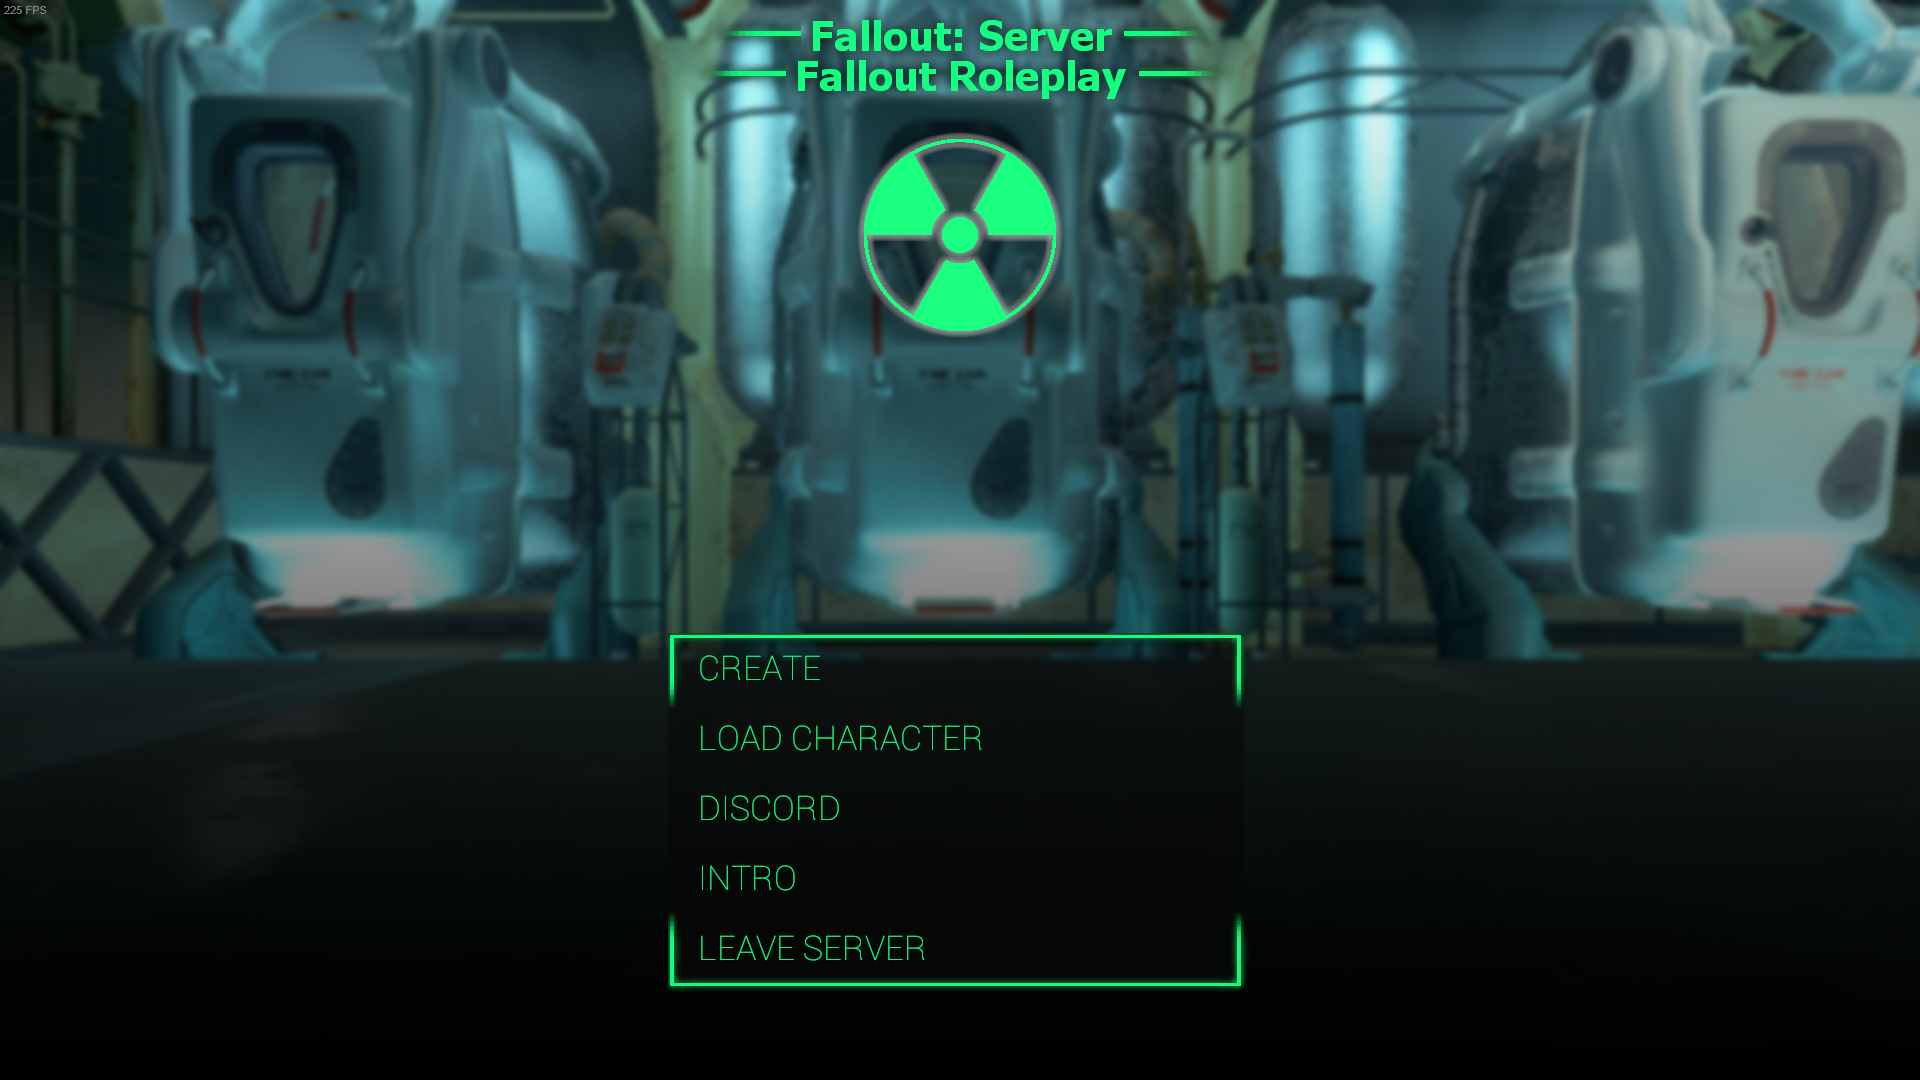 225 FPS
Fallout: Server
Fallout Roleplay
CREATE
LOAD CHARACTER
DISCORD
INTRO
LEAVE SERVER